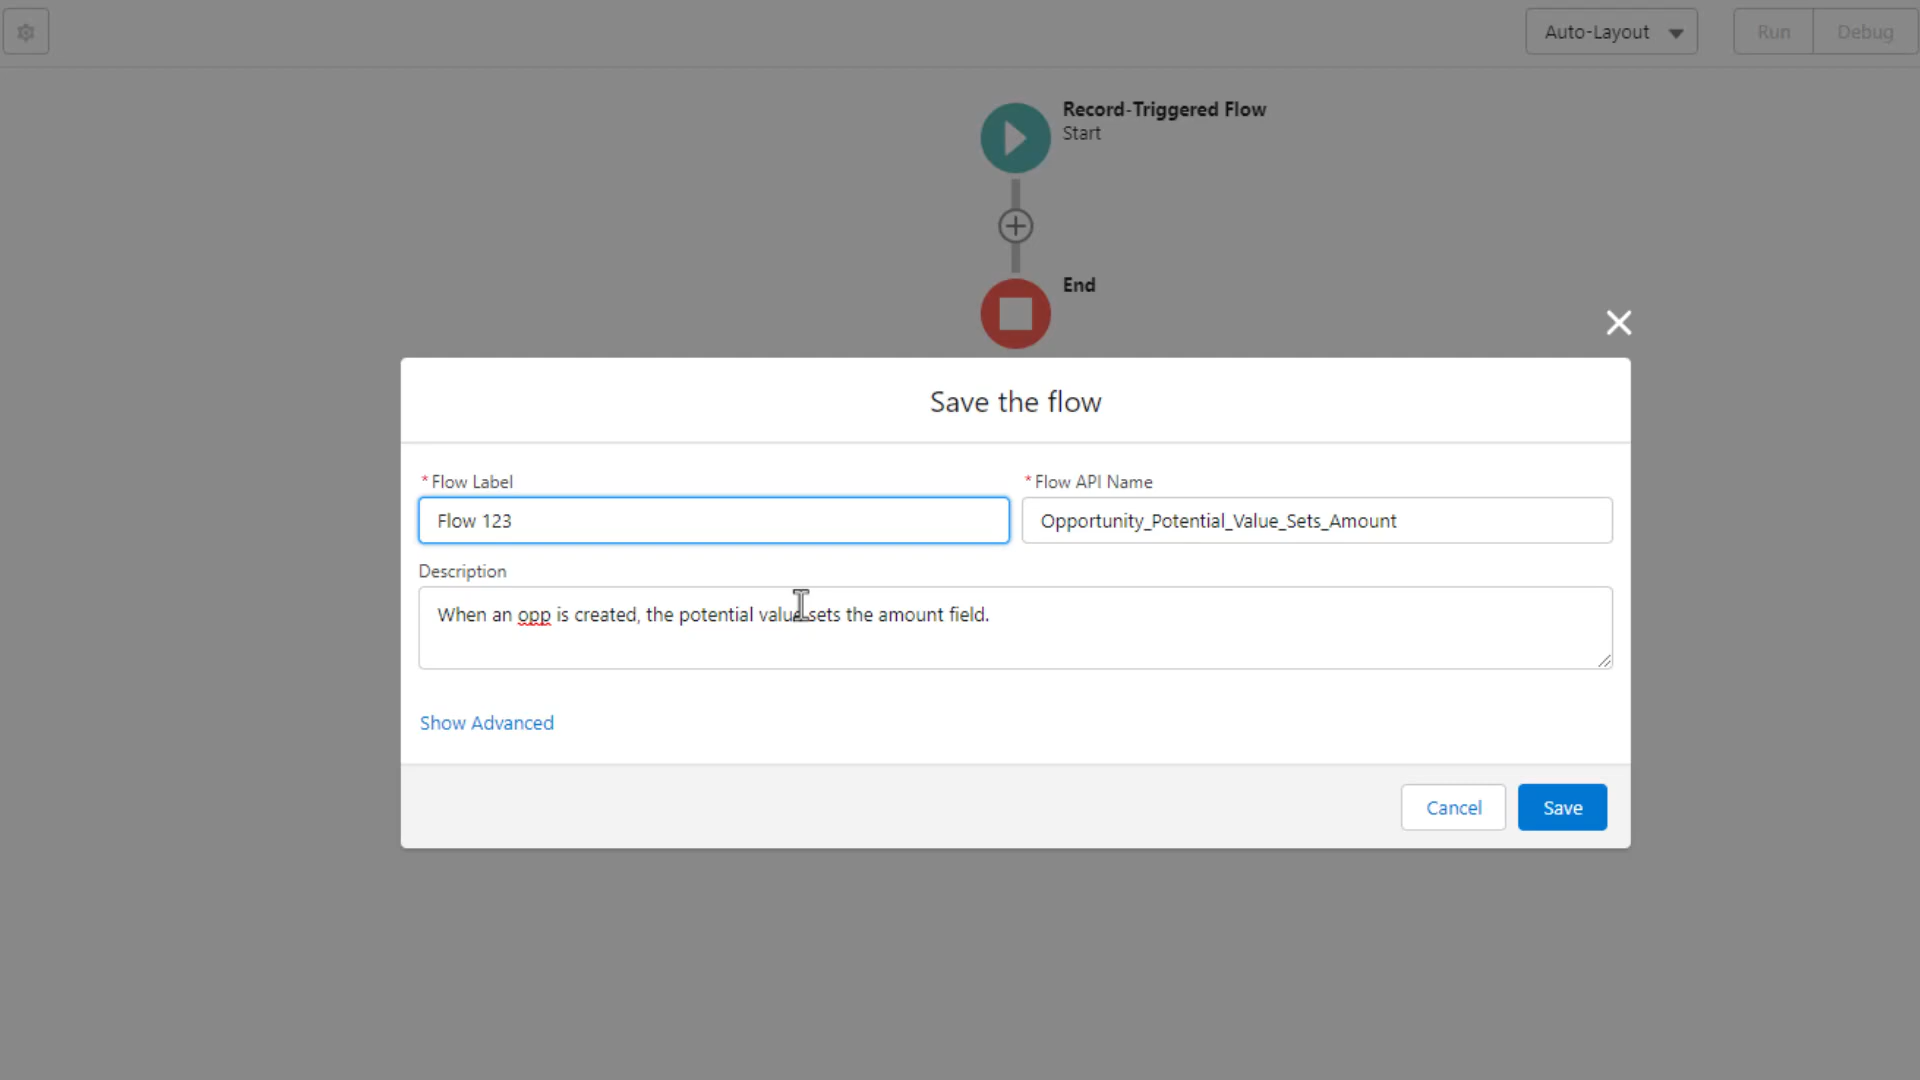 Auto-Layout
Run
Debug
Record-Triggered Flow
Start
End
Save the flow
*Flow Label
*Flow API Name
Flow 123
Opportunity_Potential_Value_Sets_Amount
Description
When an opp is created, the potential value sets the amount field.
Show Advanced
Cancel
Save